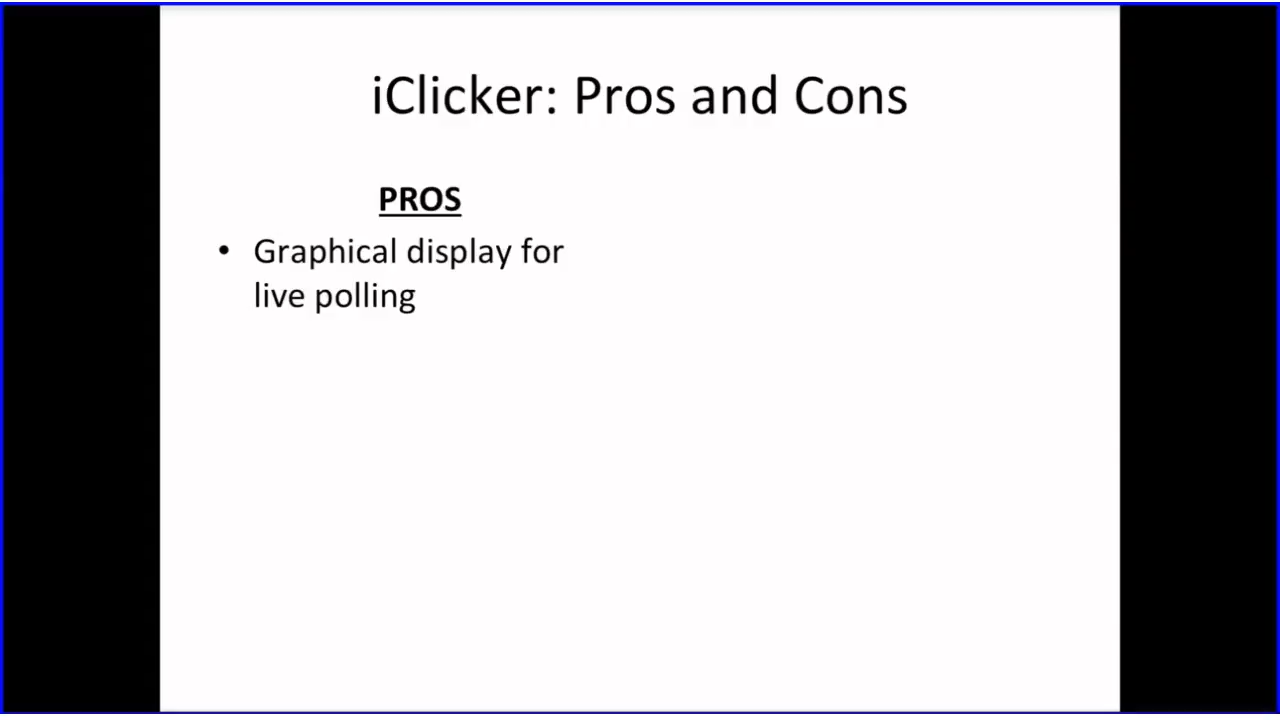 iClicker: Pros and Cons
PROS
• Graphical display for
live polling